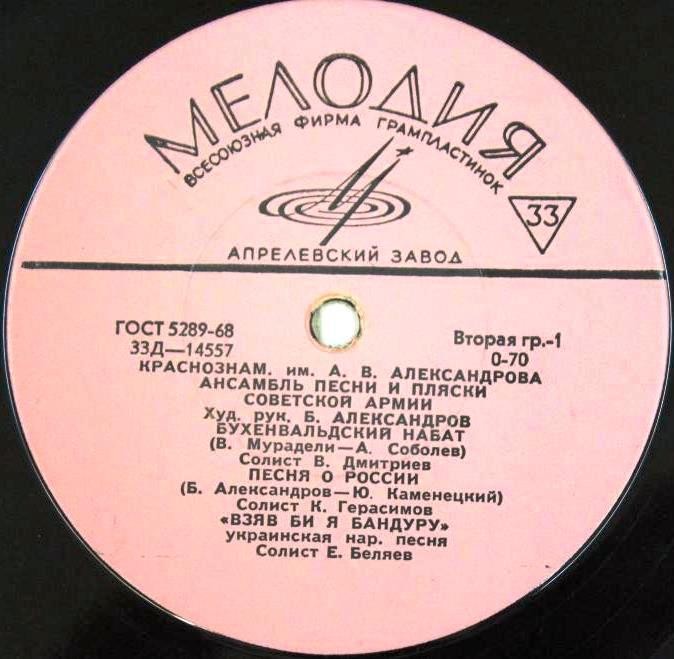 МЕЛОДИЯ
ВСЕСОЮЗНАЯ ФИРМА ГРАМПЛАСТИНОК
33
АПРЕЛЕВСКИЙ ЗАВОД
ГОСТ 5289-68
Вторая гр.-1
33Д—14557
0-70
КРАСНОЗНАМ. им. А. В. АЛЕКСАНДРОВА
АНСАМБЛЬ ПЕСНИ И ПЛЯСКИ
СОВЕТСКОЙ АРМИИ
Худ. рук. Б. АЛЕКСАНДРОВ
БУХЕНВАЛЬДСКИЙ НАБАТ
(В. Мурадели—А. Соболев)
Солист В. Дмитриев
ПЕСНЯ О РОССИИ
(Б. Александров—Ю. Каменецкий)
Солист К. Герасимов
«ВЗЯВ БИ Я БАНДУРУ»
украинская нар. песня
Солист Е. Беляев